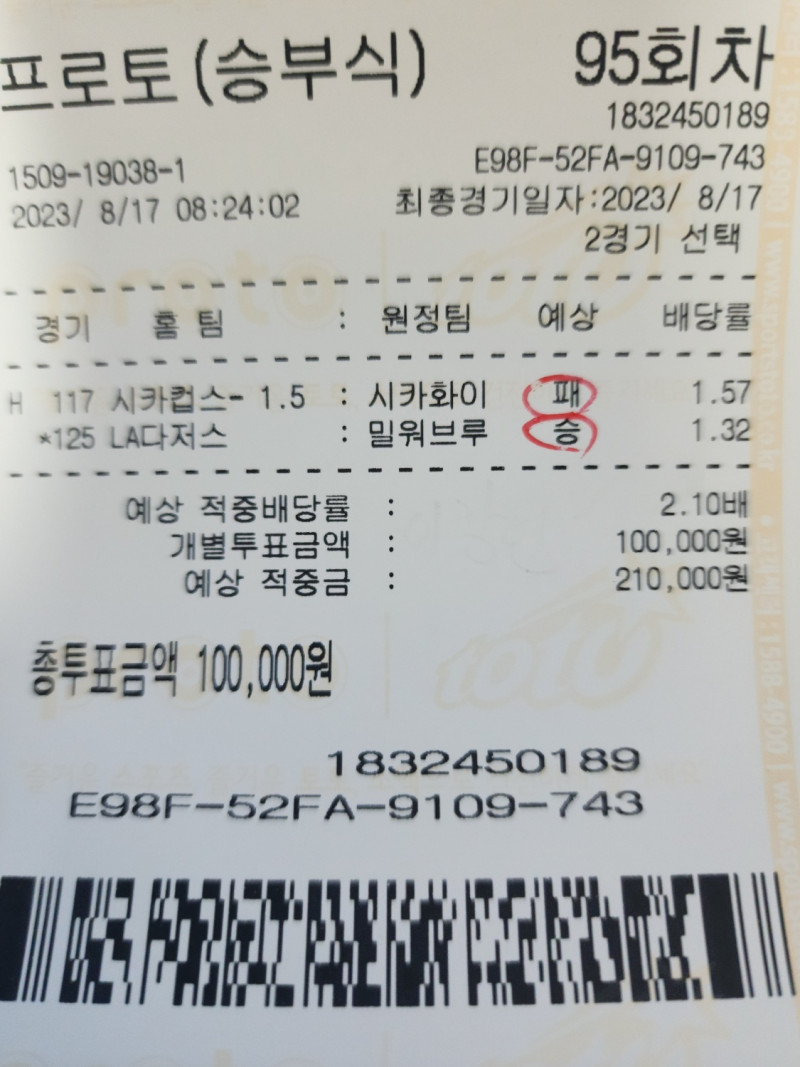 프로토(승부식) 95회차
1832450189
1509-19038-1 E98F-52FA-9109-743
2023/ 8/17 08:24:02 최종경기일자:2023/ 8/17
2경기 선택
경기 홈 팀 : 원정팀 예상 배당률
H 117 시카컵스- 1.5 : 시카화이 패 1.57
*125 LA다저스 : 밀워브루 승 1.32
예상 적중배당률 : 2.10배
개별투표금액 : 100,000원
예상 적중금 : 210,000원
총투표금액 100,000원
1832450189
E98F-52FA-9109-743